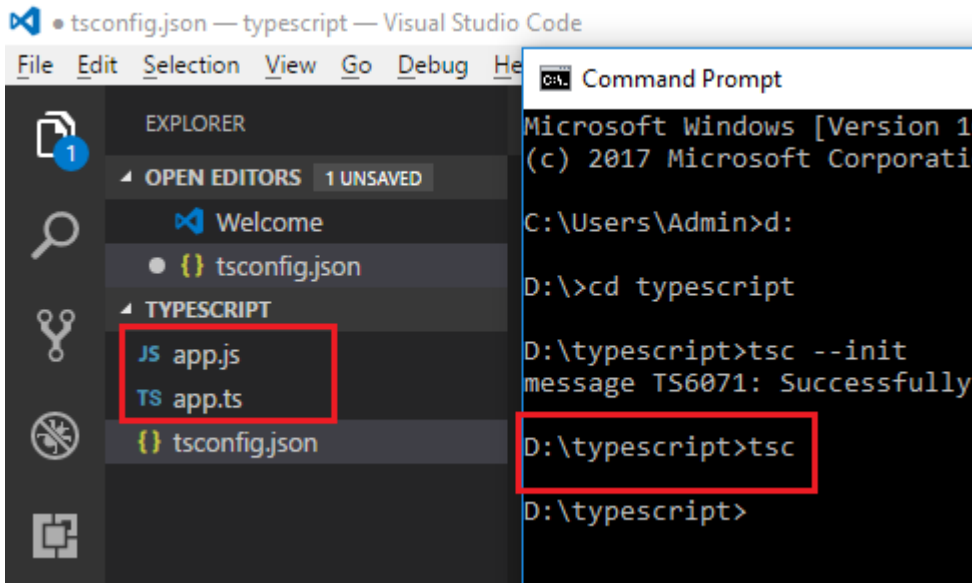 tsconfig.json — typescript — Visual Studio Code
File Edit Selection View Go Debug He
EXPLORER
1
OPEN EDITORS 1 UNSAVED
Welcome
{} tsconfig.json
TYPESCRIPT
JS app.js
TS app.ts
{} tsconfig.json
C:\. Command Prompt
Microsoft Windows [Version 1
(c) 2017 Microsoft Corporati
C:\Users\Admin>d:
D:\>cd typescript
D:\typescript>tsc --init
message TS6071: Successfully
D:\typescript>tsc
D:\typescript>